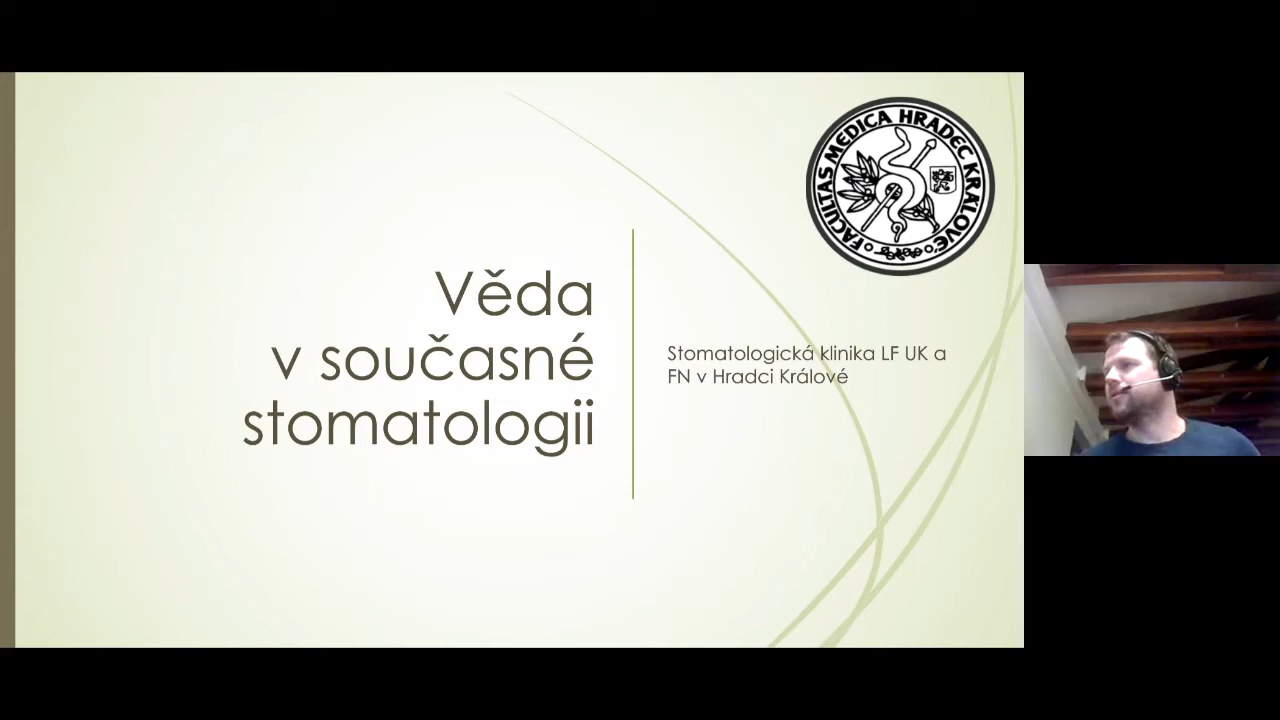 FACULTAS MEDICA HRADEC KRÁLOVÉ
Věda
v současné
stomatologii
Stomatologická klinika LF UK a
FN v Hradci Králové